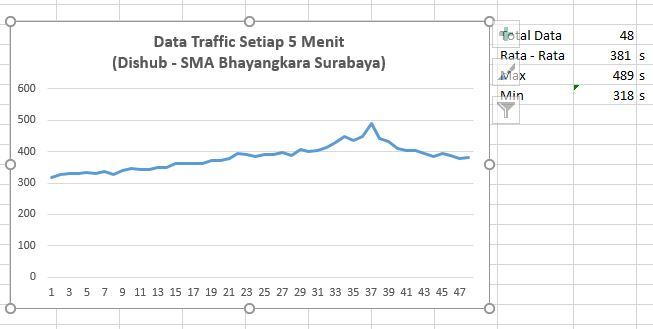 Data Traffic Setiap 5 Menit
(Dishub - SMA Bhayangkara Surabaya)
600
500
400
300
200
100
0
1 3 5 7 9 11 13 15 17 19 21 23 25 27 29 31 33 35 37 39 41 43 45 47
Total Data 48
Rata - Rata 381 s
Max 489 s
Min 318 s